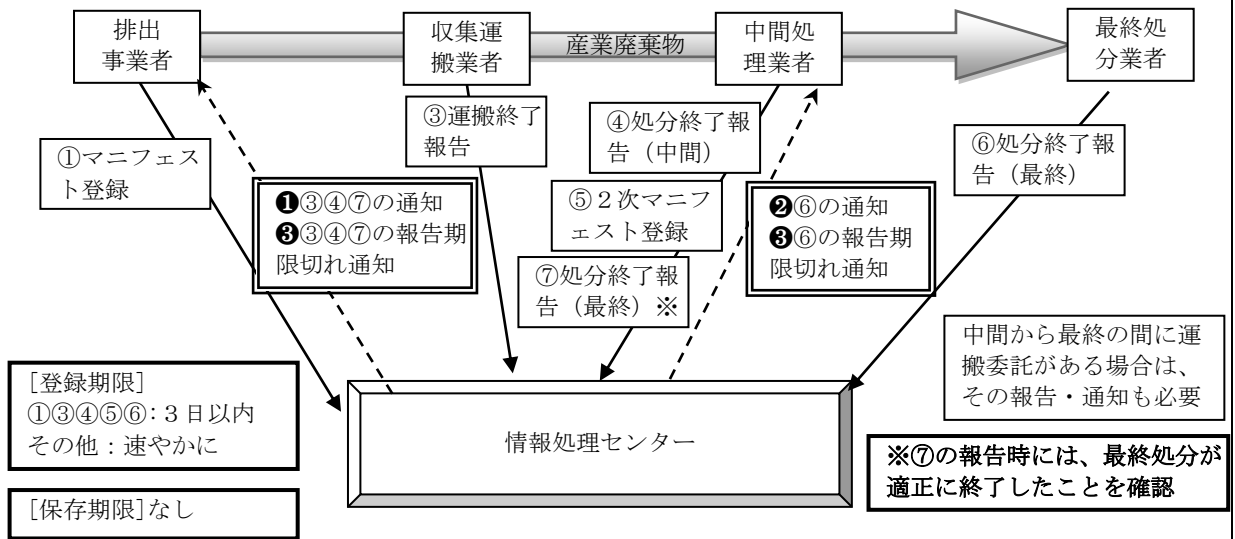 排出
事業者
収集運
搬業者
産業廃棄物
中間処
理業者
最終処
分業者
①マニフェス
ト登録
③運搬終了
報告
④処分終了報
告（中間）
⑥処分終了報
告（最終）
❶③④⑦の通知
❸③④⑦の報告期
限切れ通知
⑤２次マニフ
ェスト登録
❷⑥の通知
❸⑥の報告期
限切れ通知
⑦処分終了報
告（最終）※
中間から最終の間に運
搬委託がある場合は、
その報告・通知も必要
[登録期限]
①③④⑤⑥：３日以内
その他：速やかに
情報処理センター
※⑦の報告時には、最終処分が
適正に終了したことを確認
[保存期限]なし